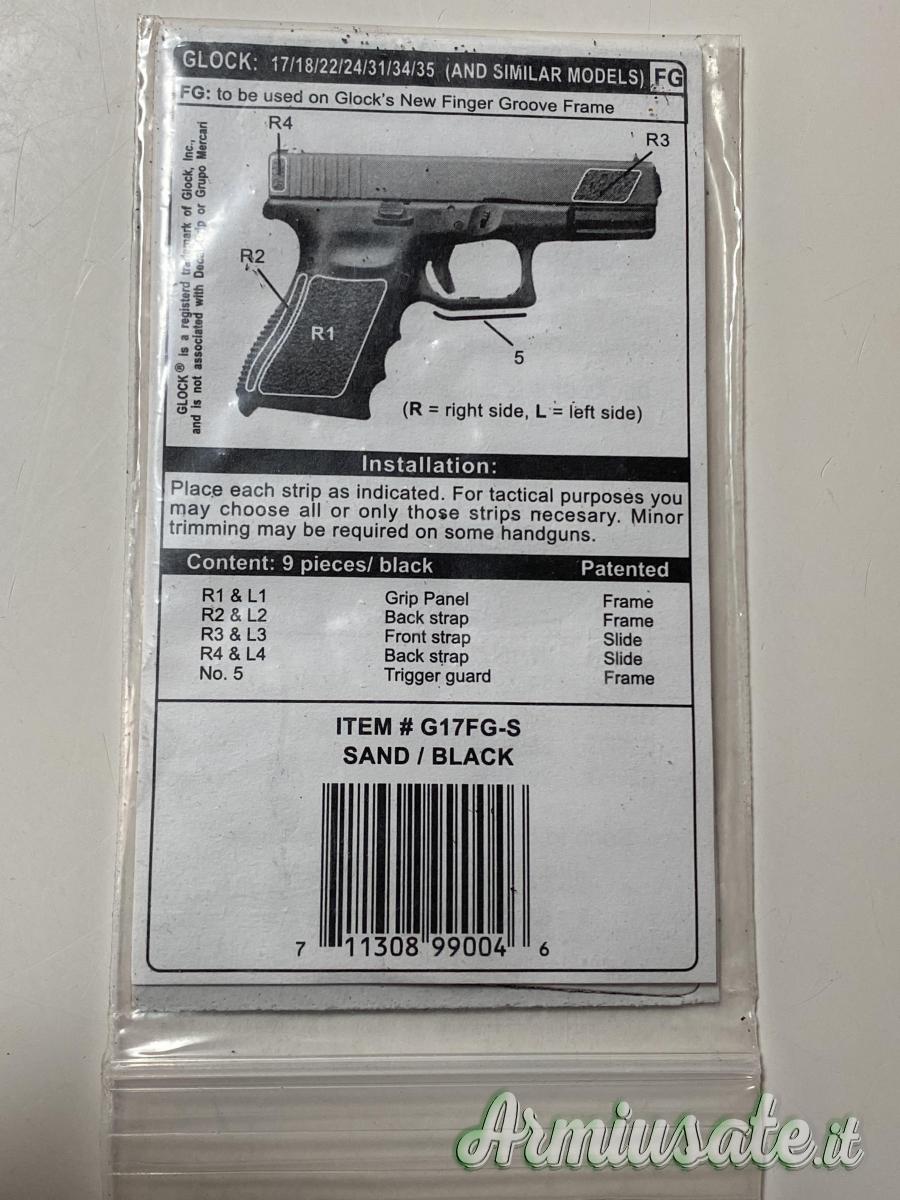 GLOCK: 17/18/22/24/31/34/35 (AND SIMILAR MODELS) FG
FG: to be used on Glock's New Finger Groove Frame
GLOCK® is a registerd trademark of Glock, Inc.,
and is not associated with Decal Grip or Grupo Mercari
R4
R3
R2
R1
5
(R = right side, L = left side)
Installation:
Place each strip as indicated. For tactical purposes you
may choose all or only those strips necesary. Minor
trimming may be required on some handguns.
Content: 9 pieces/ black Patented
R1 & L1 Grip Panel Frame
R2 & L2 Back strap Frame
R3 & L3 Front strap Slide
R4 & L4 Back strap Slide
No. 5 Trigger guard Frame
ITEM # G17FG-S
SAND / BLACK
7 11308 99004 6
Armiusate.it